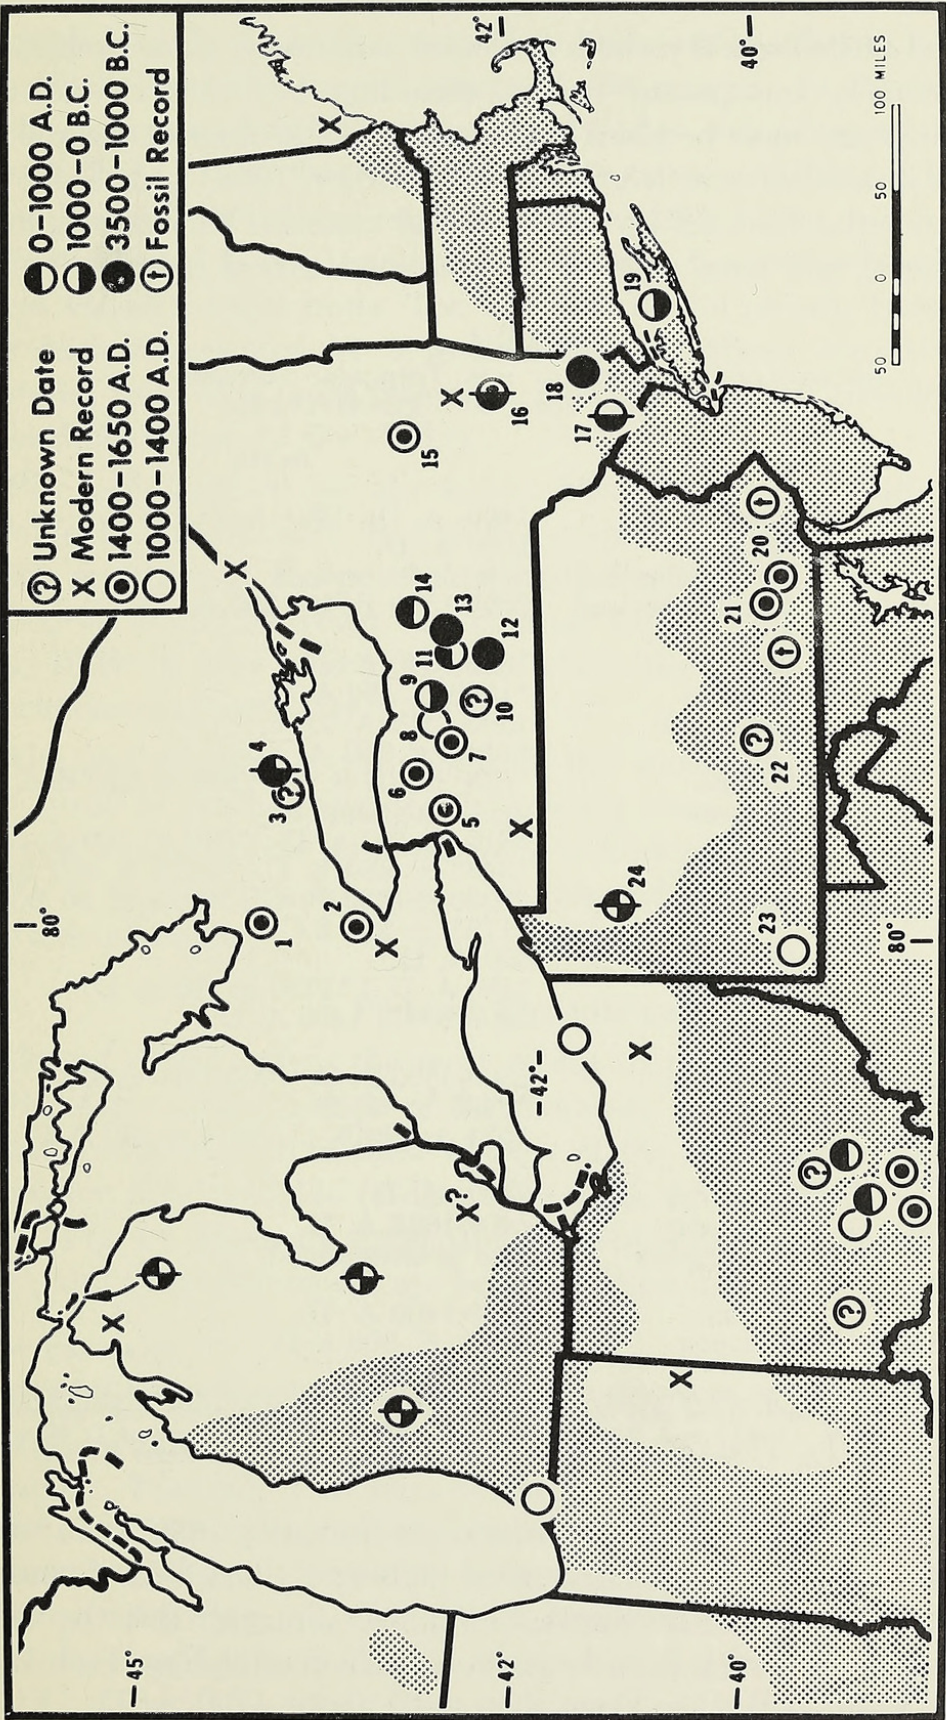 ? Unknown Date
X Modern Record
1400-1650 A.D.
1000-1400 A.D.
0-1000 A.D.
1000-0 B.C.
3500-1000 B.C.
† Fossil Record
45°
42°
40°
80°
80°
42°
42°
40°
50 0 50 100 MILES
X
X
X
X
X
X
X
X
X?
1
2
3
?
4
5
6
7
8
9
10
?
11
12
13
14
15
16
17
18
19
20
21
22
?
23
24
†
†
?
?